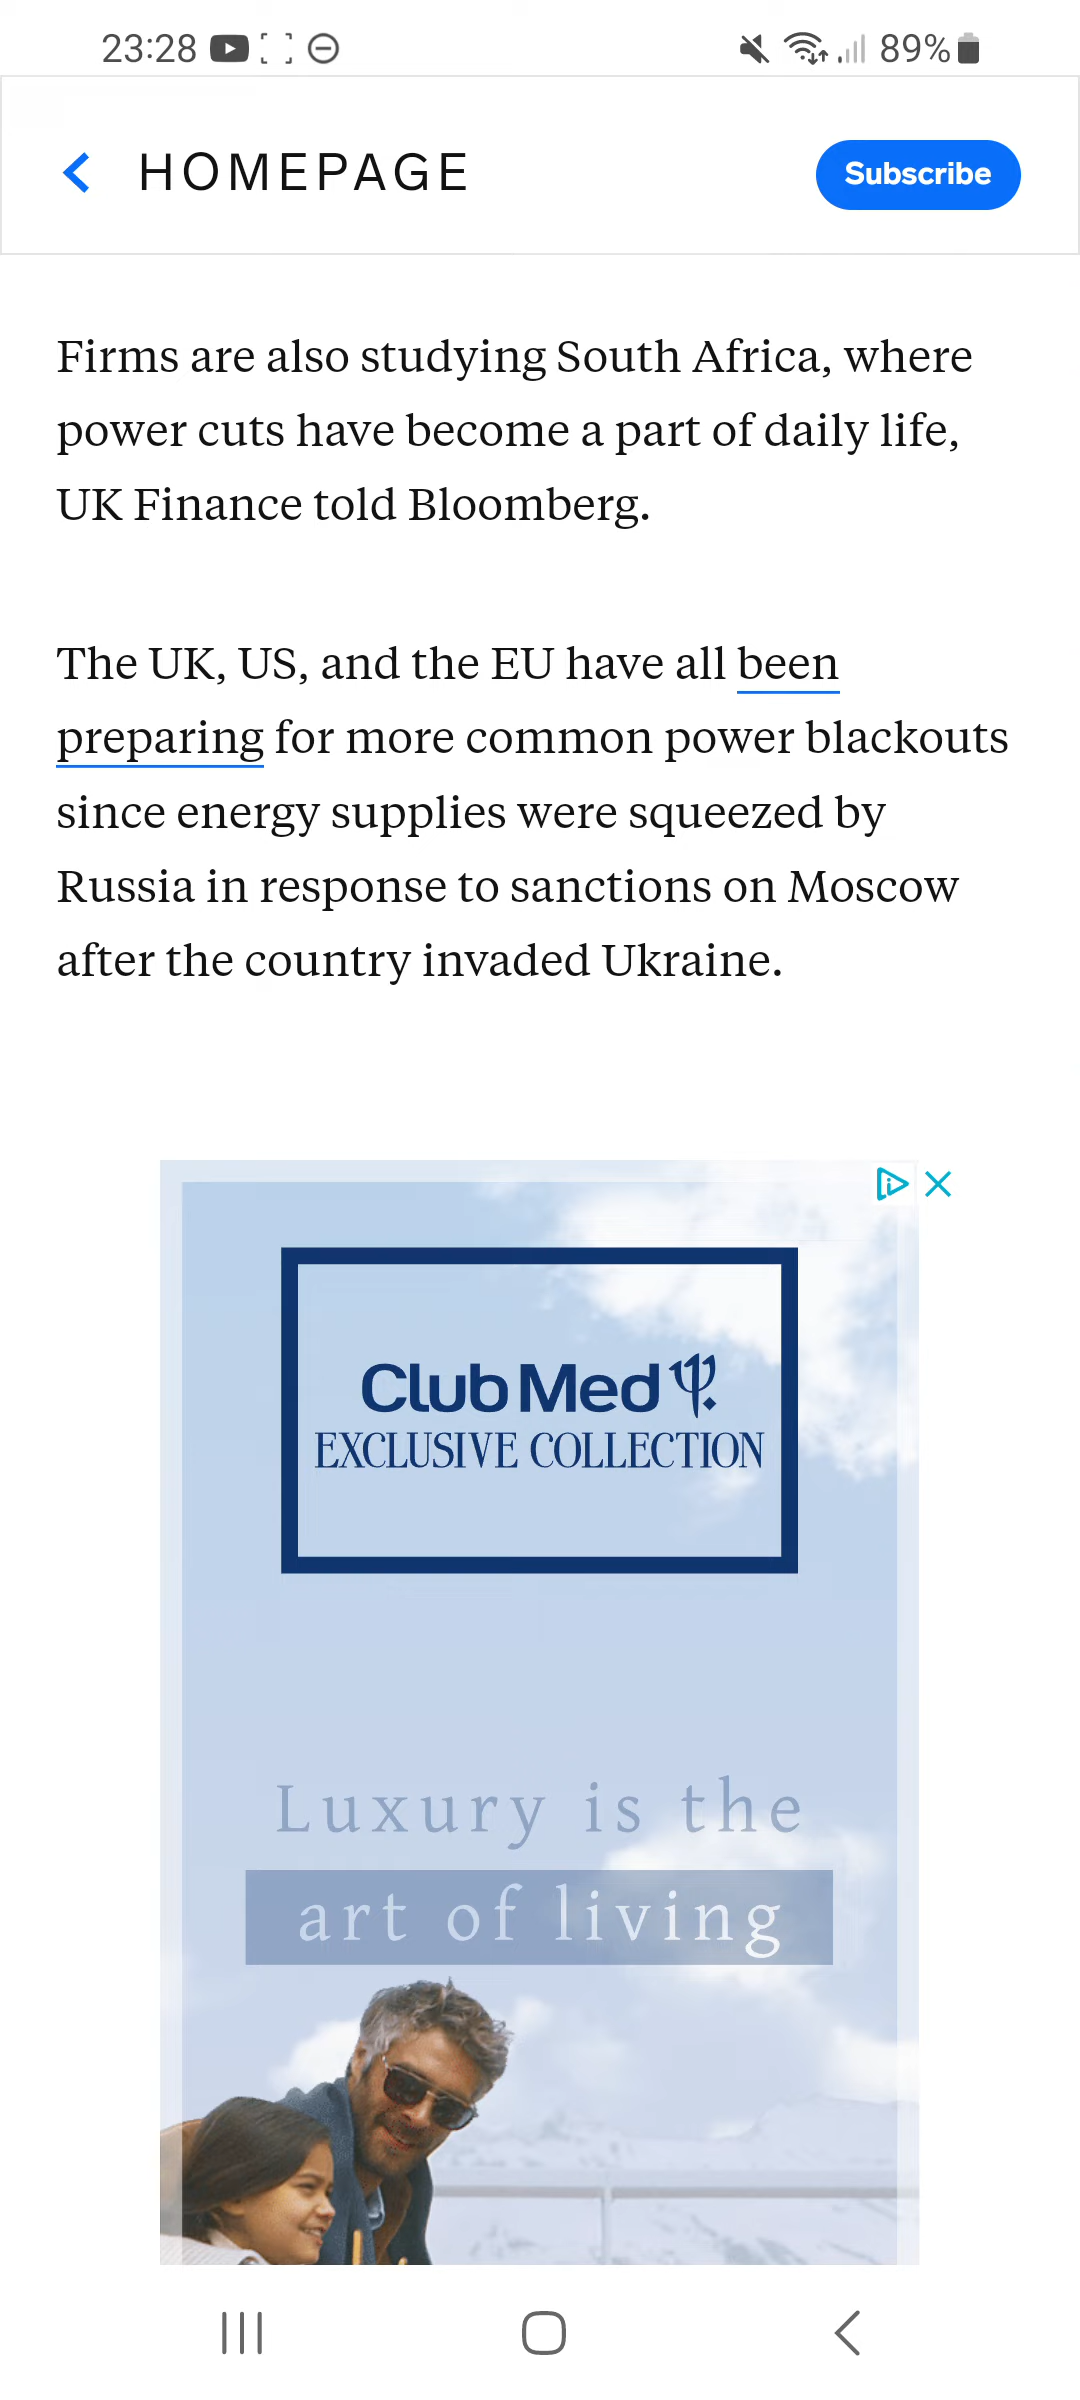 23:28
89%
HOMEPAGE
Subscribe
Firms are also studying South Africa, where
power cuts have become a part of daily life,
UK Finance told Bloomberg.
The UK, US, and the EU have all been
preparing for more common power blackouts
since energy supplies were squeezed by
Russia in response to sanctions on Moscow
after the country invaded Ukraine.
Club Med
EXCLUSIVE COLLECTION
Luxury is the
art of living